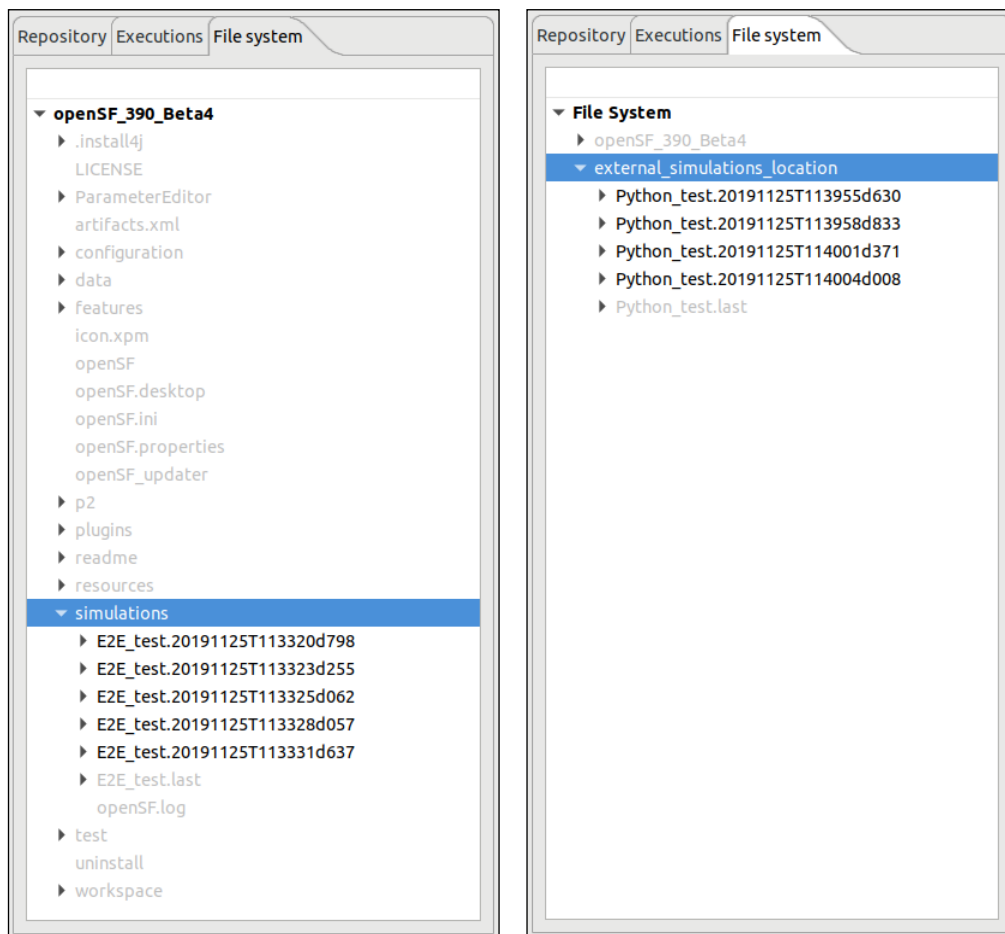 Repository Executions File system
openSF_390_Beta4
.install4j
LICENSE
ParameterEditor
artifacts.xml
configuration
data
features
icon.xpm
openSF
openSF.desktop
openSF.ini
openSF.properties
openSF_updater
p2
plugins
readme
resources
simulations
E2E_test.20191125T113320d798
E2E_test.20191125T113323d255
E2E_test.20191125T113325d062
E2E_test.20191125T113328d057
E2E_test.20191125T113331d637
E2E_test.last
openSF.log
test
uninstall
workspace
Repository Executions File system
File System
openSF_390_Beta4
external_simulations_location
Python_test.20191125T113955d630
Python_test.20191125T113958d833
Python_test.20191125T114001d371
Python_test.20191125T114004d008
Python_test.last